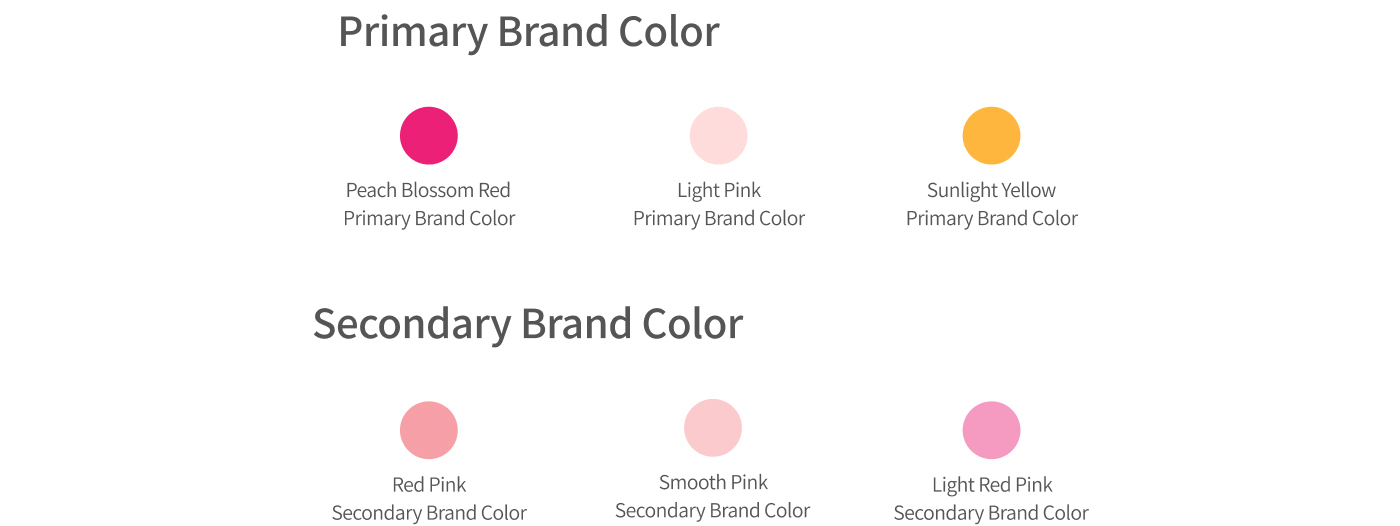 Primary Brand Color
Peach Blossom Red
Primary Brand Color
Light Pink
Primary Brand Color
Sunlight Yellow
Primary Brand Color
Secondary Brand Color
Red Pink
Secondary Brand Color
Smooth Pink
Secondary Brand Color
Light Red Pink
Secondary Brand Color